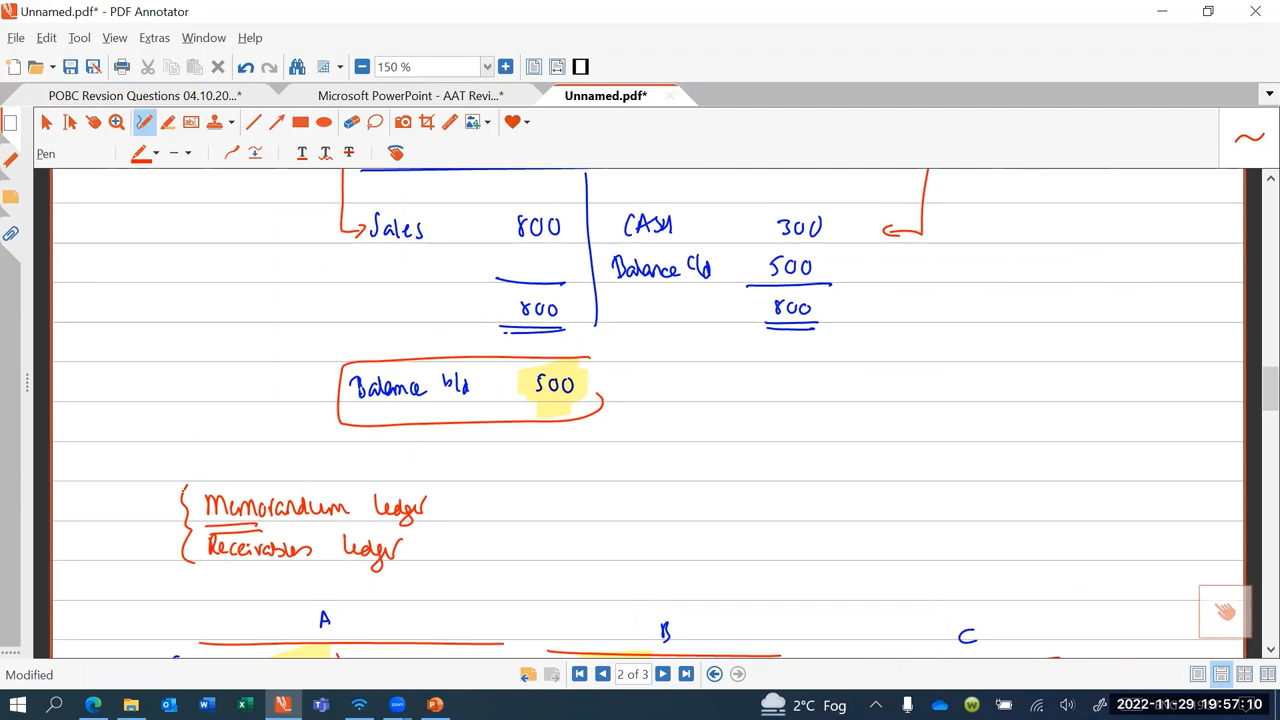 Unnamed.pdf* - PDF Annotator
File Edit Tool View Extras Window Help
150 %
POBC Revsion Questions 04.10.20...* Microsoft PowerPoint - AAT Revi...* Unnamed.pdf*
Pen
Sales 800 CASH 300
Balance c/d 500
800 800
Balance b/d 500
Memorandum ledger
Receivables ledger
A B C
Modified 2 of 3
2°C Fog 2022-11-29 19:57:10